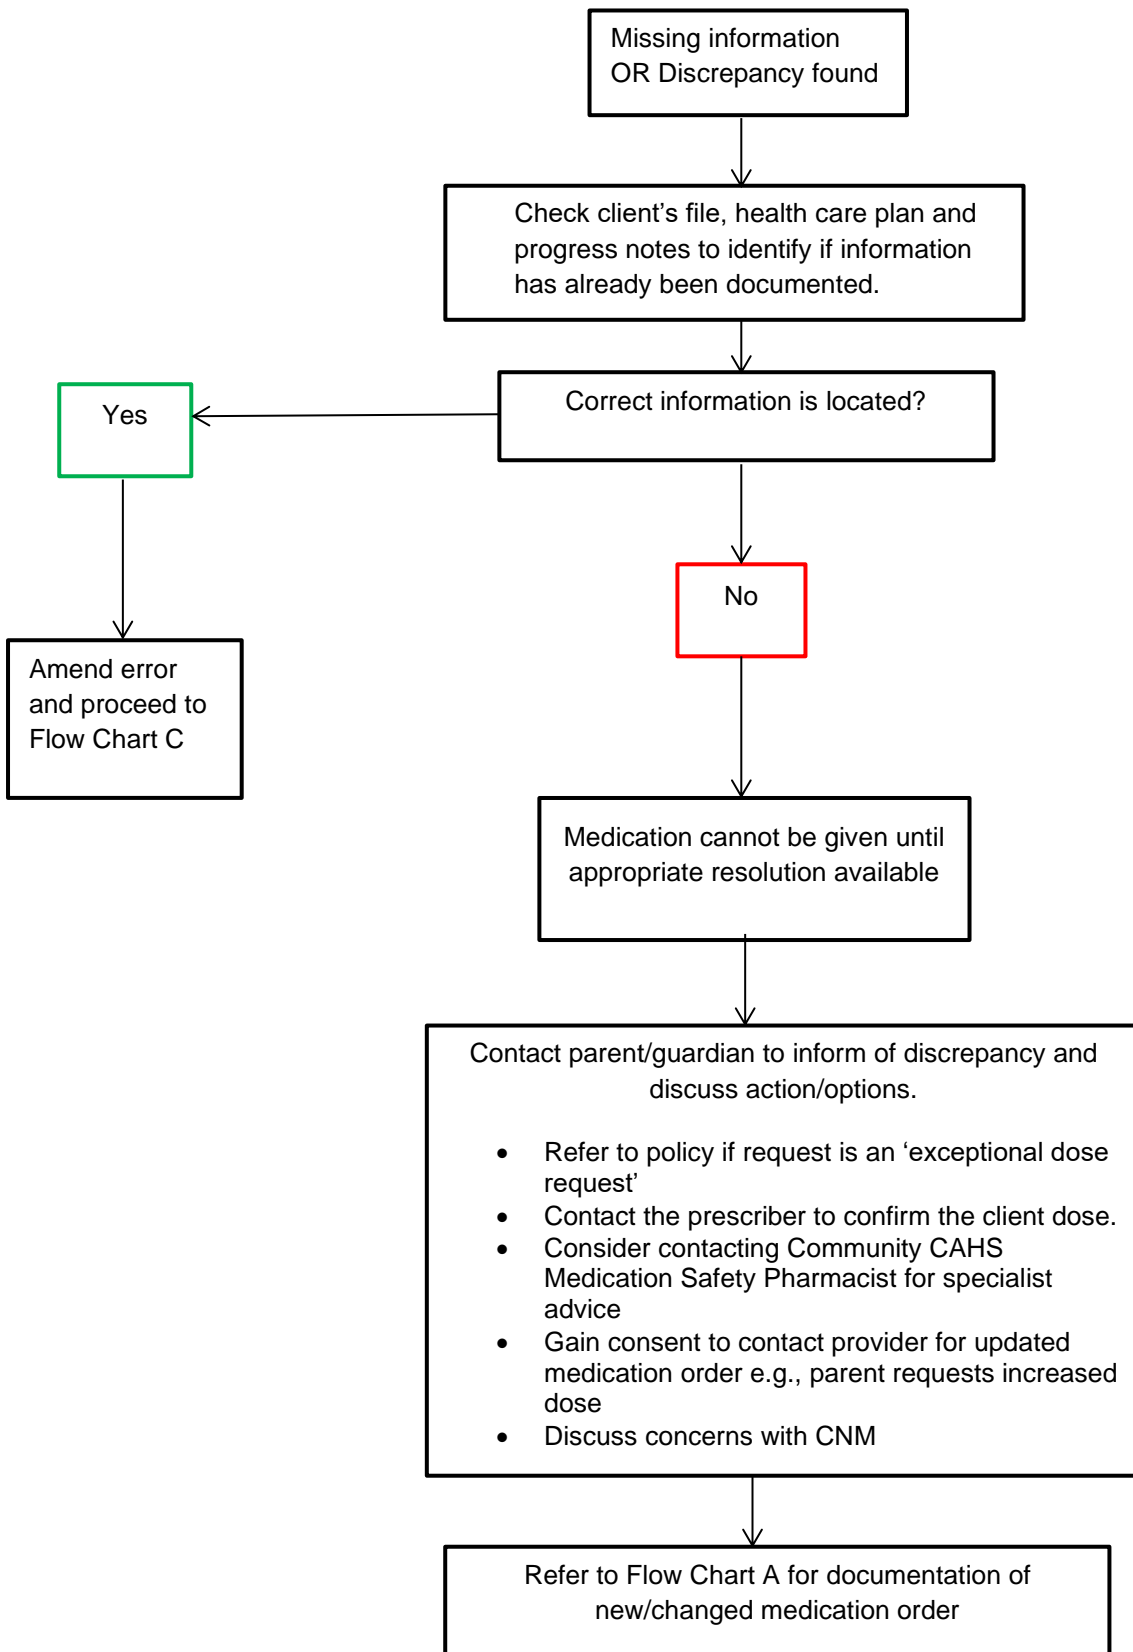 Missing information
OR Discrepancy found
Check client’s file, health care plan and
progress notes to identify if information
has already been documented.
Correct information is located?
Yes
No
Amend error
and proceed to
Flow Chart C
Medication cannot be given until
appropriate resolution available
Contact parent/guardian to inform of discrepancy and
discuss action/options.
• Refer to policy if request is an ‘exceptional dose
request’
• Contact the prescriber to confirm the client dose.
• Consider contacting Community CAHS
Medication Safety Pharmacist for specialist
advice
• Gain consent to contact provider for updated
medication order e.g., parent requests increased
dose
• Discuss concerns with CNM
Refer to Flow Chart A for documentation of
new/changed medication order